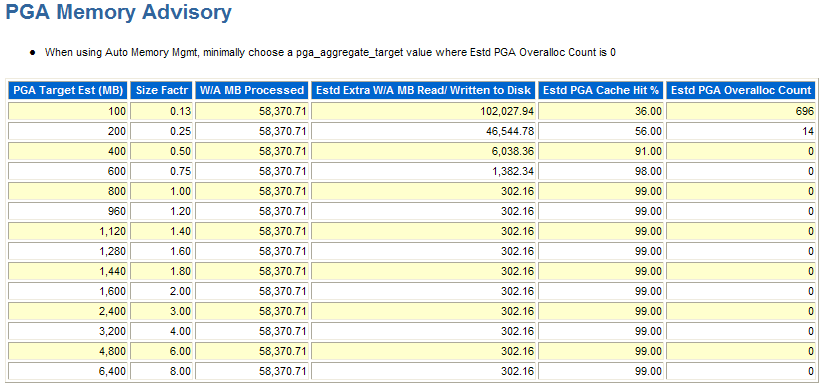 PGA Memory Advisory
• When using Auto Memory Mgmt, minimally choose a pga_aggregate_target value where Estd PGA Overalloc Count is 0
PGA Target Est (MB) Size Factr W/A MB Processed Estd Extra W/A MB Read/ Written to Disk Estd PGA Cache Hit % Estd PGA Overalloc Count
100 0.13 58,370.71 102,027.94 36.00 696
200 0.25 58,370.71 46,544.78 56.00 14
400 0.50 58,370.71 6,038.36 91.00 0
600 0.75 58,370.71 1,382.34 98.00 0
800 1.00 58,370.71 302.16 99.00 0
960 1.20 58,370.71 302.16 99.00 0
1,120 1.40 58,370.71 302.16 99.00 0
1,280 1.60 58,370.71 302.16 99.00 0
1,440 1.80 58,370.71 302.16 99.00 0
1,600 2.00 58,370.71 302.16 99.00 0
2,400 3.00 58,370.71 302.16 99.00 0
3,200 4.00 58,370.71 302.16 99.00 0
4,800 6.00 58,370.71 302.16 99.00 0
6,400 8.00 58,370.71 302.16 99.00 0